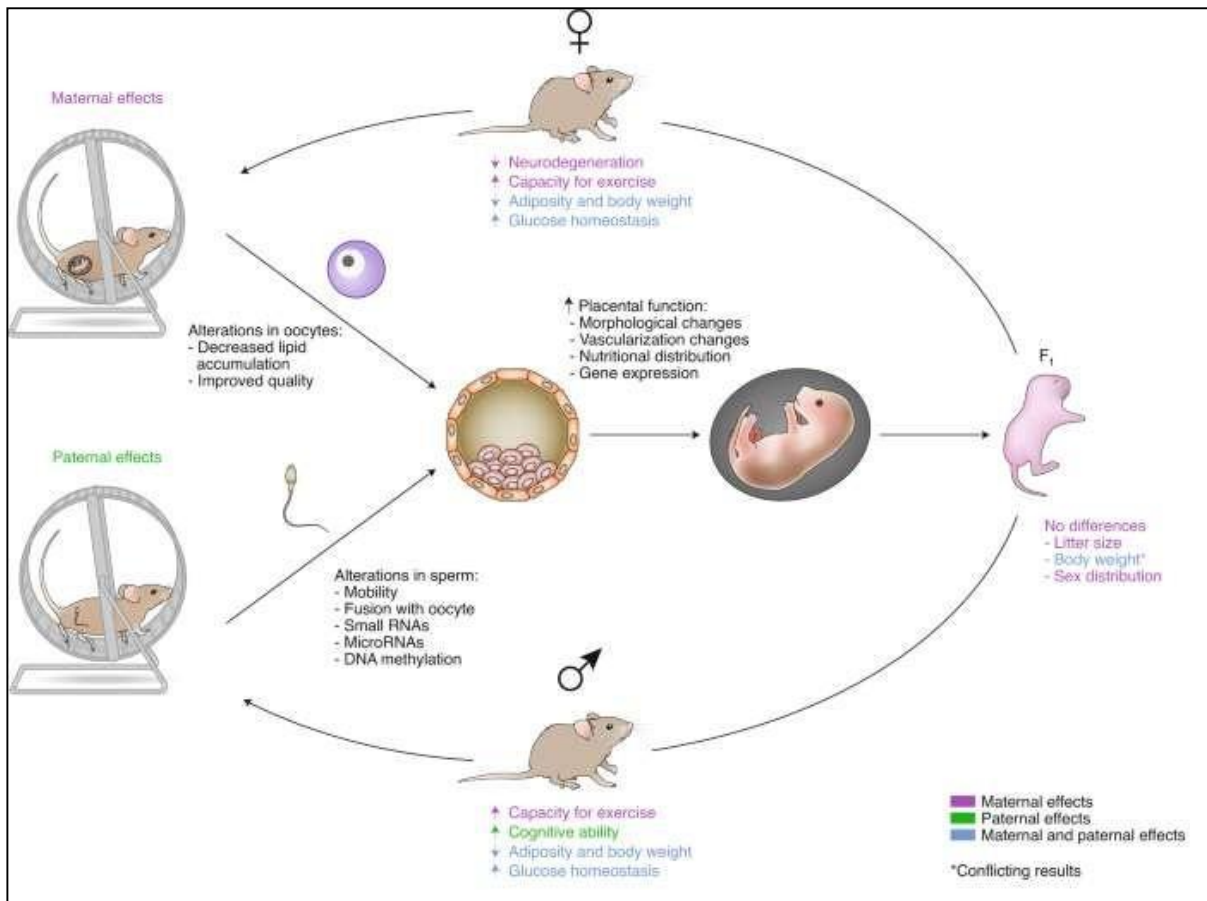 Maternal effects
↓ Neurodegeneration
↑ Capacity for exercise
↓ Adiposity and body weight
↑ Glucose homeostasis
Alterations in oocytes:
- Decreased lipid
accumulation
- Improved quality
↑ Placental function:
- Morphological changes
- Vascularization changes
- Nutritional distribution
- Gene expression
F₁
Paternal effects
No differences
- Litter size
- Body weight*
- Sex distribution
Alterations in sperm:
- Mobility
- Fusion with oocyte
- Small RNAs
- MicroRNAs
- DNA methylation
↑ Capacity for exercise
↑ Cognitive ability
↓ Adiposity and body weight
↑ Glucose homeostasis
Maternal effects
Paternal effects
Maternal and paternal effects
*Conflicting results